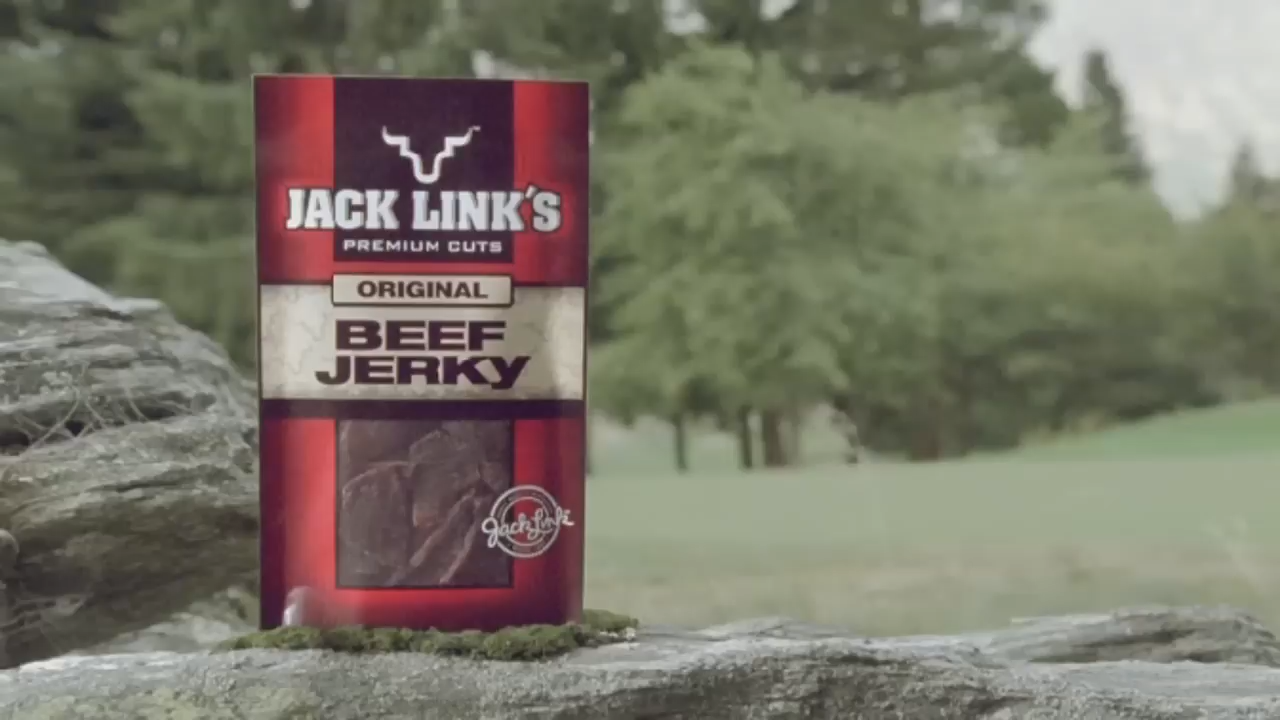 JACK LINK'S
PREMIUM CUTS
ORIGINAL
BEEF
JERKY
Jack Link's